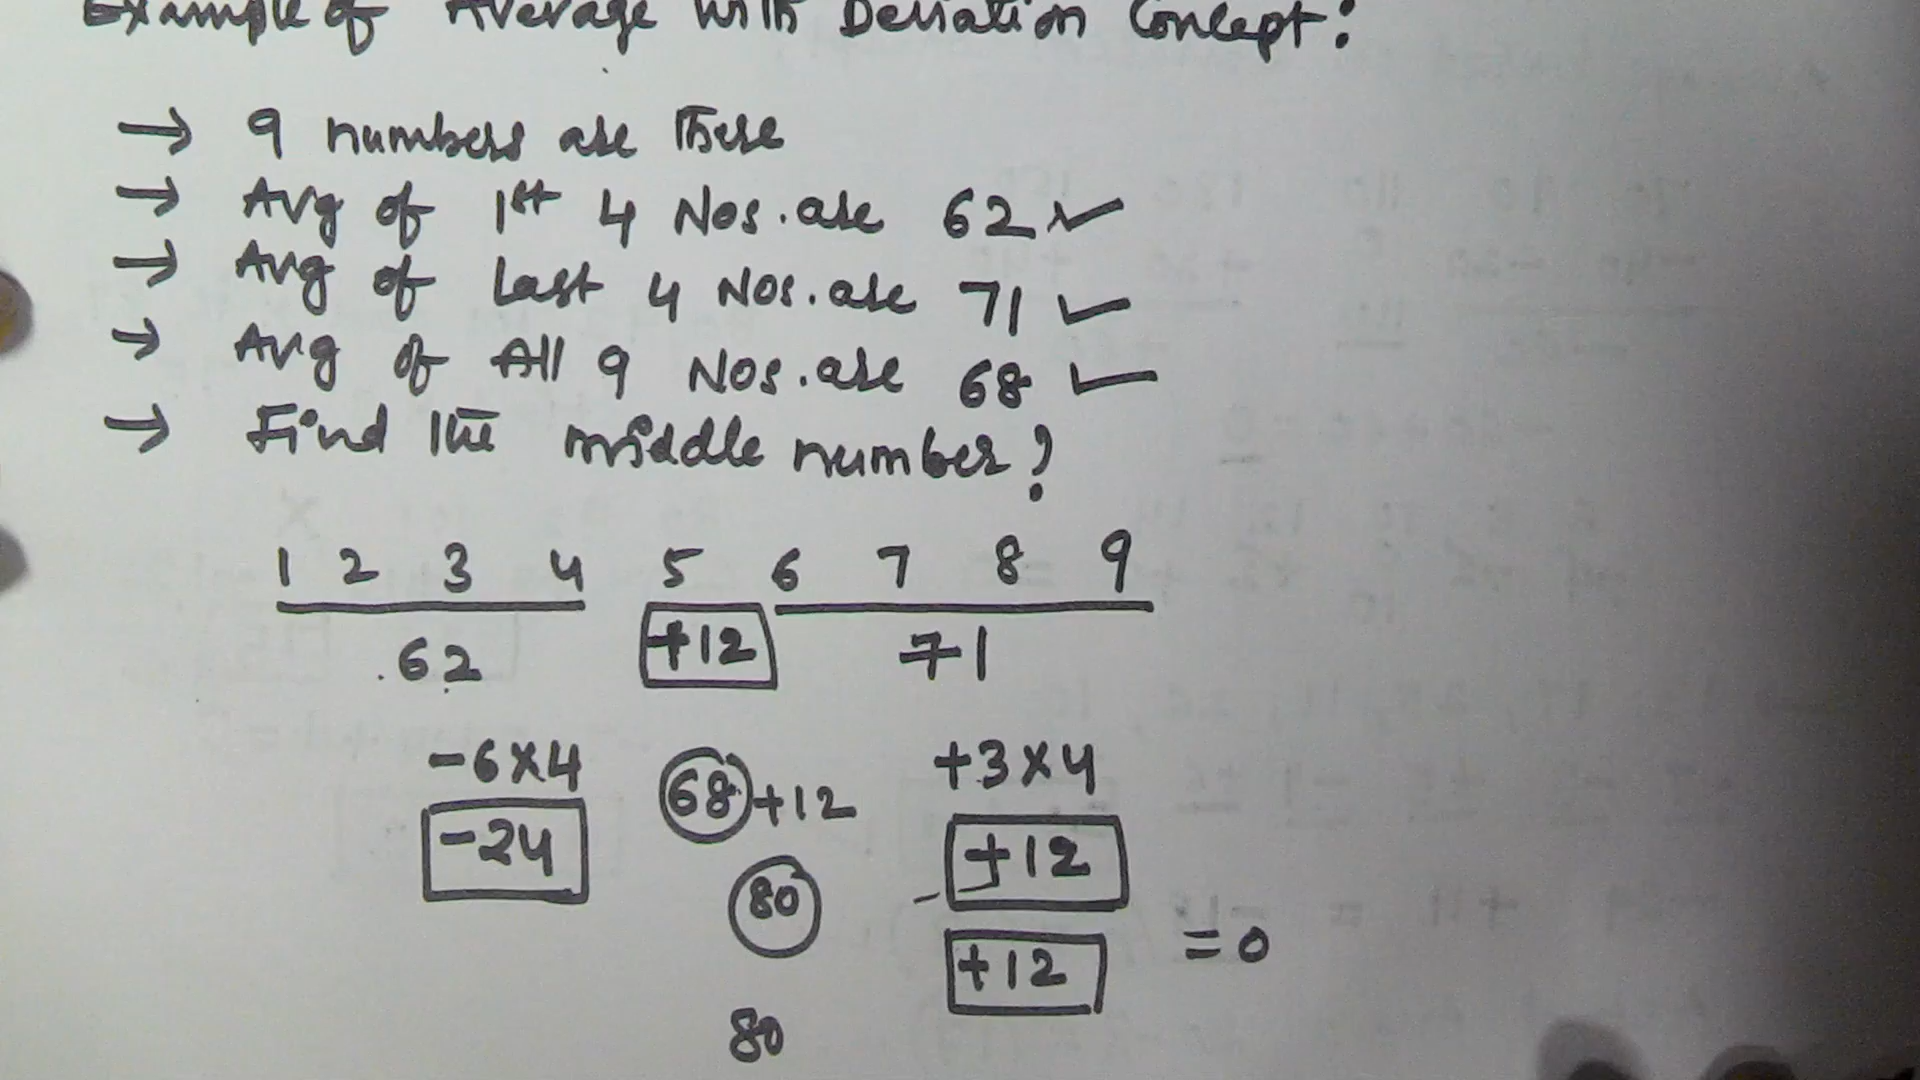 Example of Average with Deviation Concept:
→ 9 numbers are there
→ Avg of 1st 4 Nos. are 62 ✓
→ Avg of Last 4 Nos. are 71 ✓
→ Avg of All 9 Nos. are 68 ✓
→ Find the middle number?
1 2 3 4 5 6 7 8 9
62 +12 71
-6×4 68+12 +3×4
-24 80 +12
+12 = 0
80